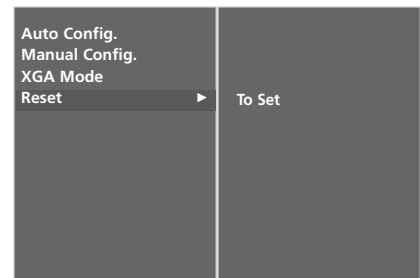 Auto Config.
Manual Config.
XGA Mode
Reset ►
To Set